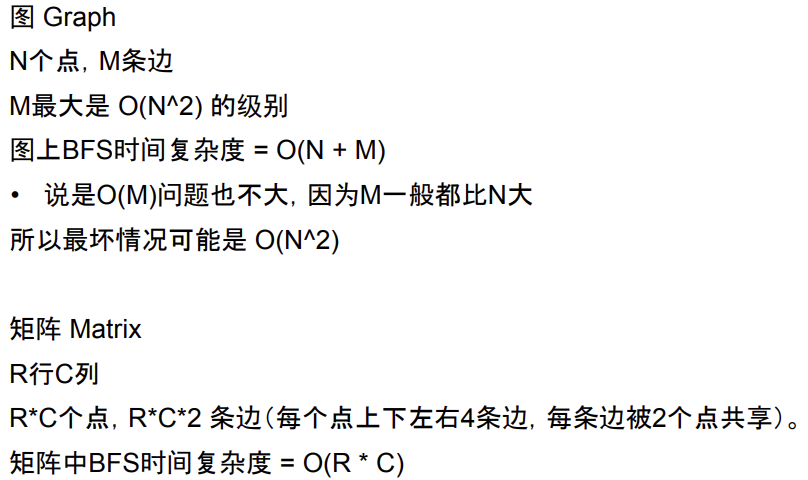 图 Graph
N个点, M条边
M最大是 O(N^2) 的级别
图上BFS时间复杂度 = O(N + M)
• 说是O(M)问题也不大, 因为M一般都比N大
所以最坏情况可能是 O(N^2)
矩阵 Matrix
R行C列
R*C个点, R*C*2 条边(每个点上下左右4条边, 每条边被2个点共享)。
矩阵中BFS时间复杂度 = O(R * C)